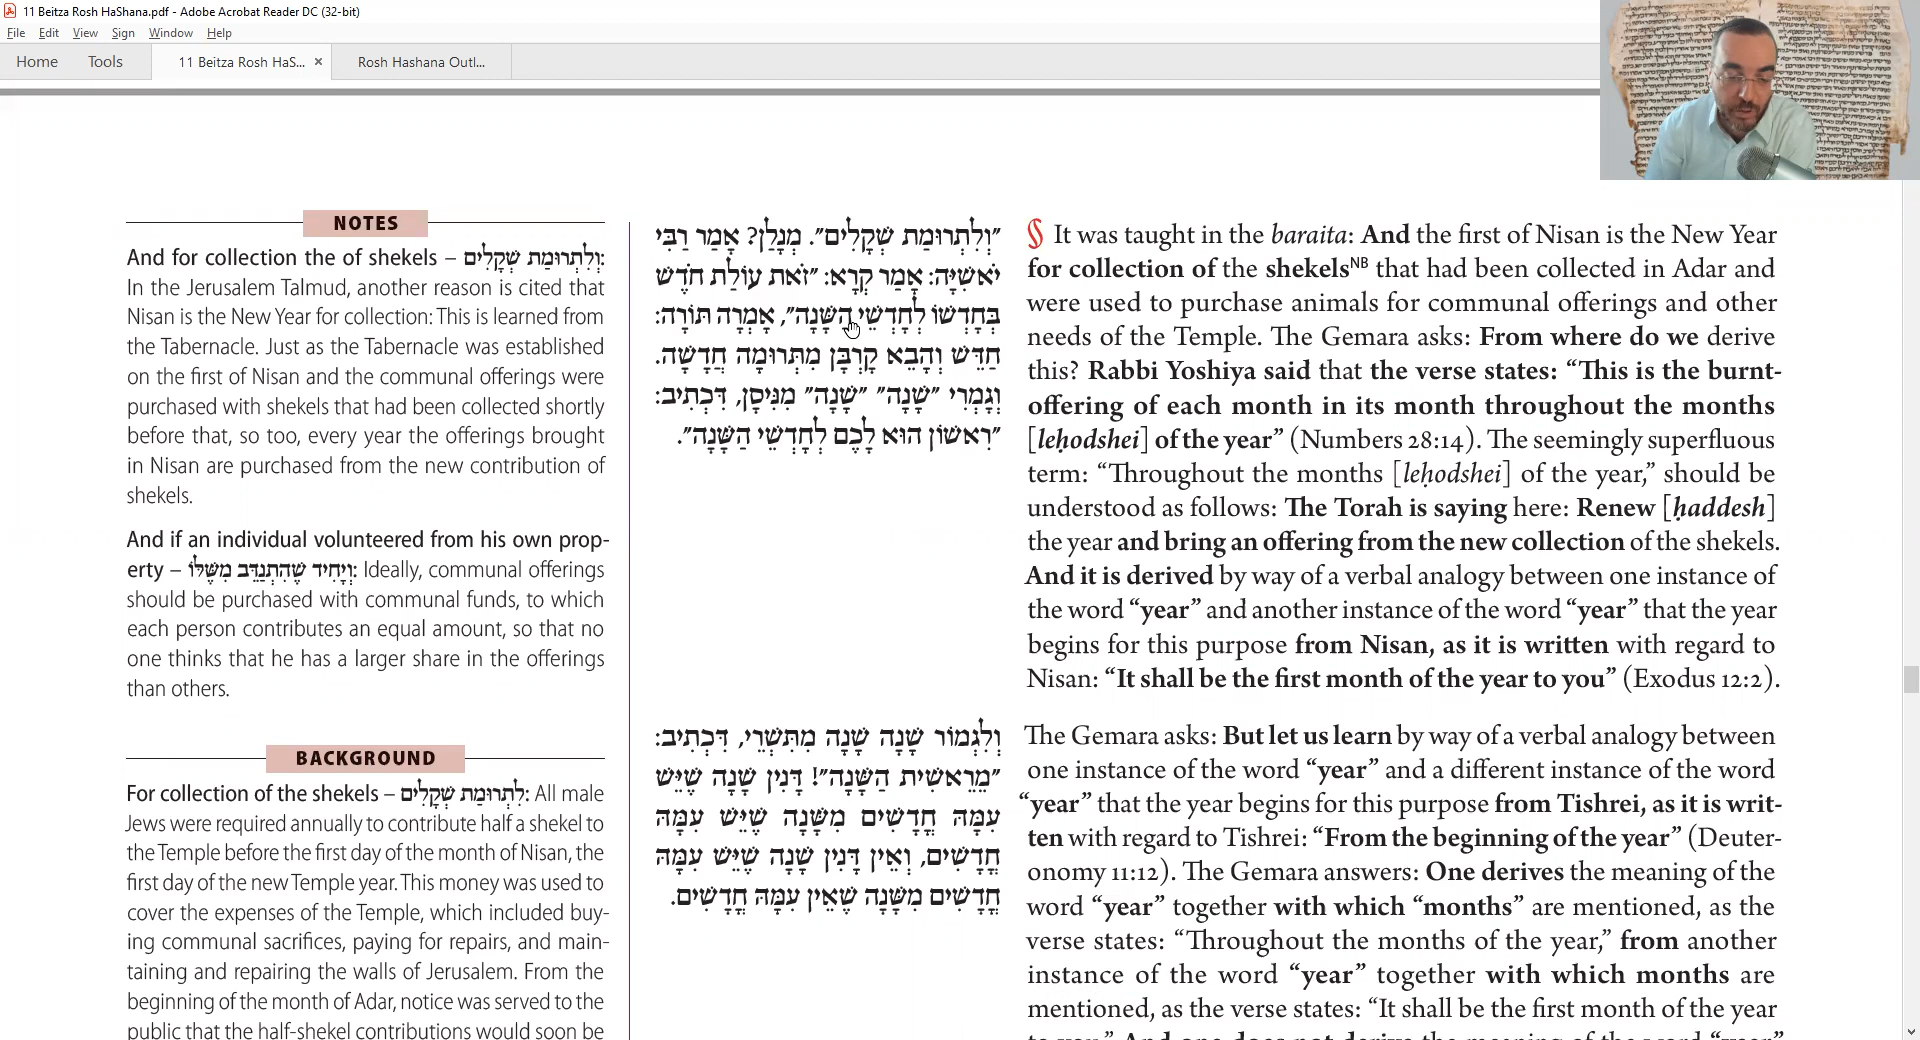 11 Beitza Rosh HaShana.pdf - Adobe Acrobat Reader DC (32-bit)
File Edit View Sign Window Help
Home Tools 11 Beitza Rosh HaS... × Rosh Hashana Outl...
NOTES
And for collection the of shekels – וְלִתְרוּמַת שְׁקָלִים:
In the Jerusalem Talmud, another reason is cited that
Nisan is the New Year for collection: This is learned from
the Tabernacle. Just as the Tabernacle was established
on the first of Nisan and the communal offerings were
purchased with shekels that had been collected shortly
before that, so too, every year the offerings brought
in Nisan are purchased from the new contribution of
shekels.
And if an individual volunteered from his own prop-
erty – וְיָחִיד שֶׁהִתְנַדֵּב מִשֶּׁלּוֹ: Ideally, communal offerings
should be purchased with communal funds, to which
each person contributes an equal amount, so that no
one thinks that he has a larger share in the offerings
than others.
BACKGROUND
For collection of the shekels – לִתְרוּמַת שְׁקָלִים: All male
Jews were required annually to contribute half a shekel to
the Temple before the first day of the month of Nisan, the
first day of the new Temple year. This money was used to
cover the expenses of the Temple, which included buy-
ing communal sacrifices, paying for repairs, and main-
taining and repairing the walls of Jerusalem. From the
beginning of the month of Adar, notice was served to the
public that the half-shekel contributions would soon be
״וְלִתְרוּמַת שְׁקָלִים״. מְנָלַן? אָמַר רַבִּי
יֹאשִׁיָּה: אָמַר קְרָא: ״זֹאת עוֹלַת חֹדֶשׁ
בְּחָדְשׁוֹ לְחָדְשֵׁי הַשָּׁנָה״, אָמְרָה תּוֹרָה:
חַדֵּשׁ וְהָבֵא קָרְבָּן מִתְּרוּמָה חֲדָשָׁה.
וְגָמְרִי ״שָׁנָה״ ״שָׁנָה״ מִנִּיסָן, דִּכְתִיב:
״רִאשׁוֹן הוּא לָכֶם לְחָדְשֵׁי הַשָּׁנָה״.
וְלִגְמוֹר שָׁנָה שָׁנָה מִתִּשְׁרֵי, דִּכְתִיב:
״מֵרֵאשִׁית הַשָּׁנָה״! דָּנִין שָׁנָה שֶׁיֵּשׁ
עִמָּהּ חֳדָשִׁים מִשָּׁנָה שֶׁיֵּשׁ עִמָּהּ
חֳדָשִׁים, וְאֵין דָּנִין שָׁנָה שֶׁיֵּשׁ עִמָּהּ
חֳדָשִׁים מִשָּׁנָה שֶׁאֵין עִמָּהּ חֳדָשִׁים.
It was taught in the baraita: And the first of Nisan is the New Year
for collection of the shekelsNB that had been collected in Adar and
were used to purchase animals for communal offerings and other
needs of the Temple. The Gemara asks: From where do we derive
this? Rabbi Yoshiya said that the verse states: “This is the burnt-
offering of each month in its month throughout the months
[leḥodshei] of the year” (Numbers 28:14). The seemingly superfluous
term: “Throughout the months [leḥodshei] of the year,” should be
understood as follows: The Torah is saying here: Renew [ḥaddesh]
the year and bring an offering from the new collection of the shekels.
And it is derived by way of a verbal analogy between one instance of
the word “year” and another instance of the word “year” that the year
begins for this purpose from Nisan, as it is written with regard to
Nisan: “It shall be the first month of the year to you” (Exodus 12:2).
The Gemara asks: But let us learn by way of a verbal analogy between
one instance of the word “year” and a different instance of the word
“year” that the year begins for this purpose from Tishrei, as it is writ-
ten with regard to Tishrei: “From the beginning of the year” (Deuter-
onomy 11:12). The Gemara answers: One derives the meaning of the
word “year” together with which “months” are mentioned, as the
verse states: “Throughout the months of the year,” from another
instance of the word “year” together with which months are
mentioned, as the verse states: “It shall be the first month of the year
to you.” And one does not derive the meaning of the word “year”